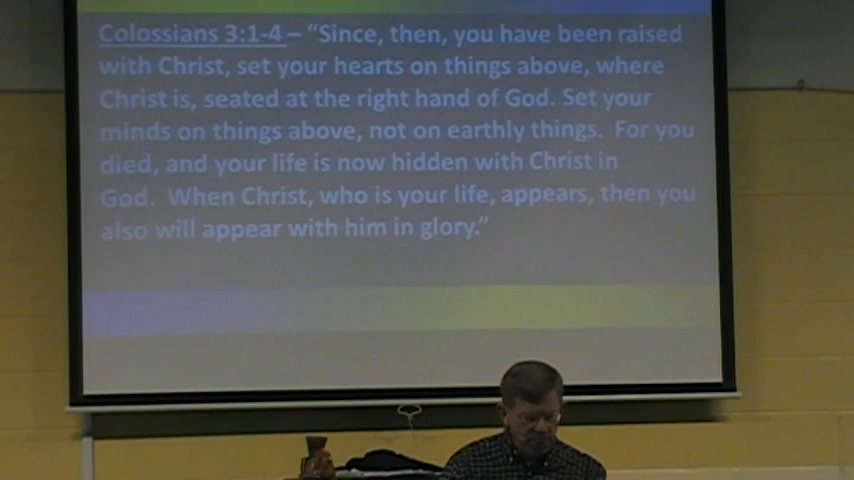 Colossians 3:1-4 – “Since, then, you have been raised
with Christ, set your hearts on things above, where
Christ is, seated at the right hand of God. Set your
minds on things above, not on earthly things.  For you
died, and your life is now hidden with Christ in
God.  When Christ, who is your life, appears, then you
also will appear with him in glory.”